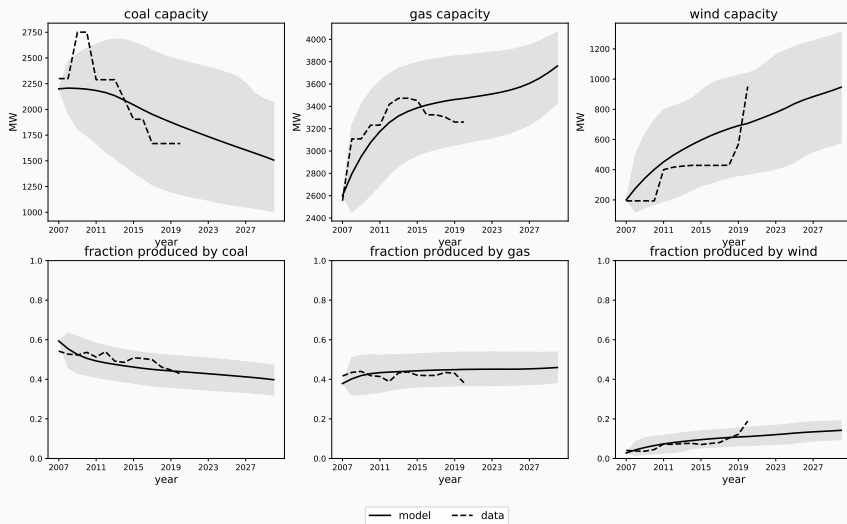 coal capacity
gas capacity
wind capacity
MW
2750
2500
2250
2000
1750
1500
1250
1000
2007 2011 2015 2019 2023 2027
year
MW
4000
3800
3600
3400
3200
3000
2800
2600
2400
2007 2011 2015 2019 2023 2027
year
MW
1200
1000
800
600
400
200
2007 2011 2015 2019 2023 2027
year
fraction produced by coal
fraction produced by gas
fraction produced by wind
1.0
0.8
0.6
0.4
0.2
0.0
2007 2011 2015 2019 2023 2027
year
1.0
0.8
0.6
0.4
0.2
0.0
2007 2011 2015 2019 2023 2027
year
1.0
0.8
0.6
0.4
0.2
0.0
2007 2011 2015 2019 2023 2027
year
model data